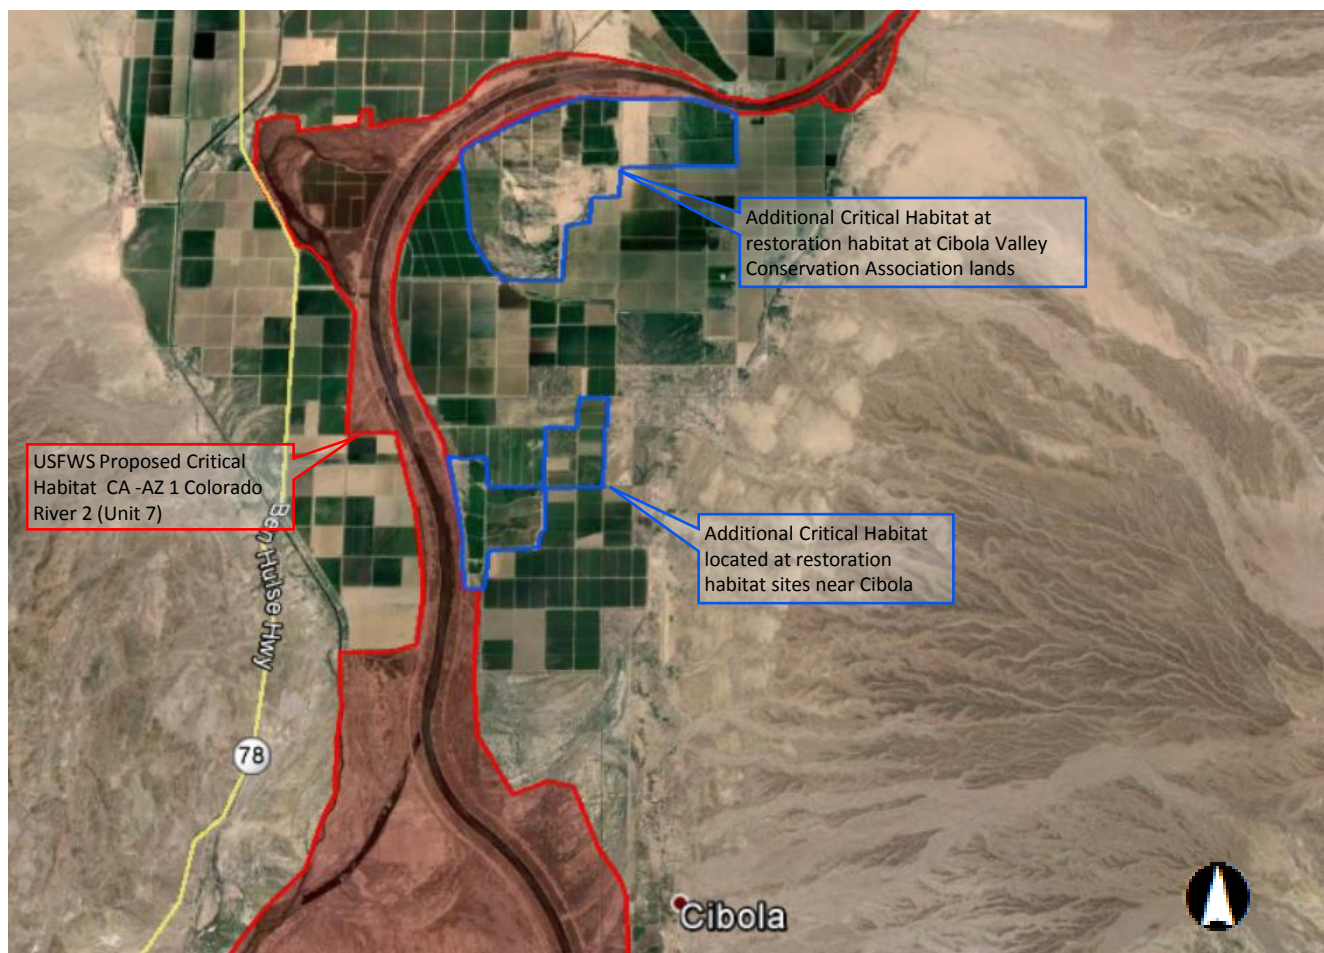 Additional Critical Habitat at
restoration habitat at Cibola Valley
Conservation Association lands
USFWS Proposed Critical
Habitat CA -AZ 1 Colorado
River 2 (Unit 7)
Ben Hulse Hwy
Additional Critical Habitat
located at restoration
habitat sites near Cibola
78
Cibola